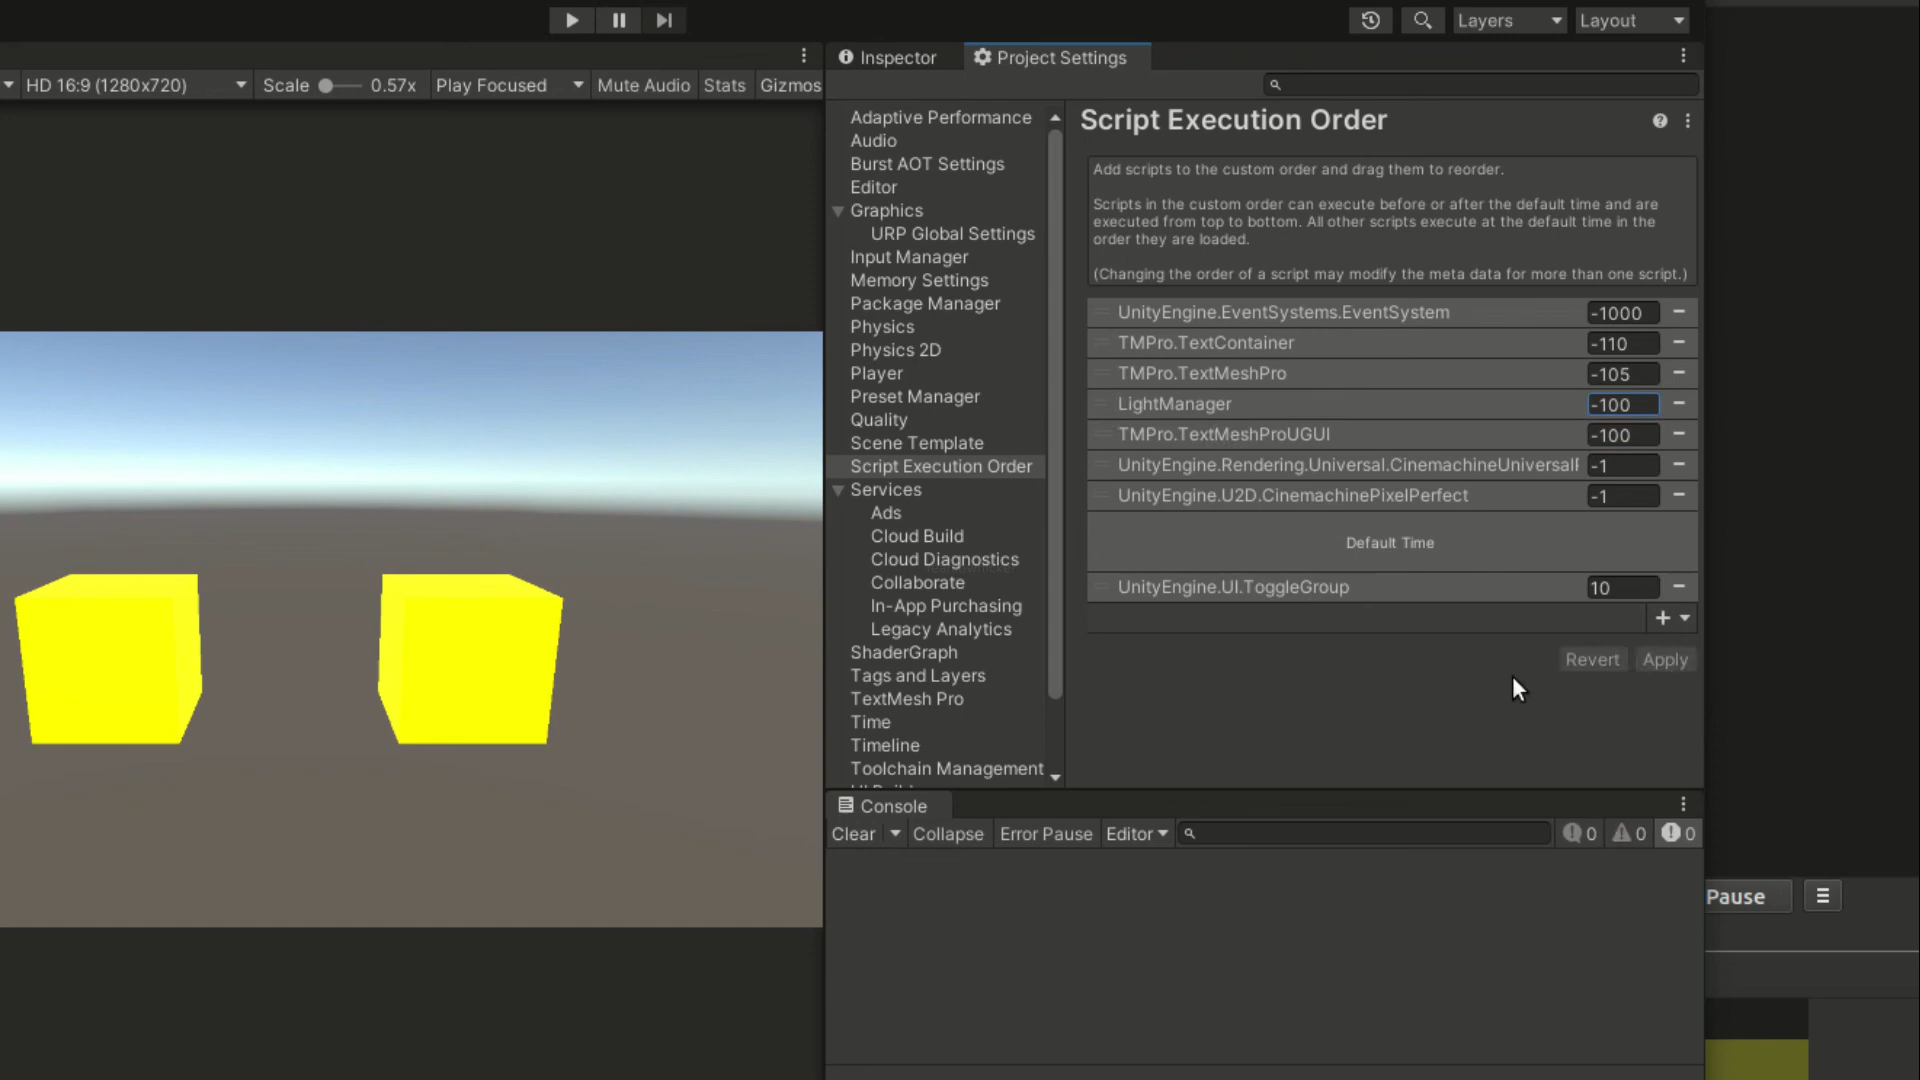 Layers
Layout
Inspector
Project Settings
HD 16:9 (1280x720)
Scale
0.57x
Play Focused
Mute Audio
Stats
Gizmos
Adaptive Performance
Audio
Burst AOT Settings
Editor
Graphics
URP Global Settings
Input Manager
Memory Settings
Package Manager
Physics
Physics 2D
Player
Preset Manager
Quality
Scene Template
Script Execution Order
Services
Ads
Cloud Build
Cloud Diagnostics
Collaborate
In-App Purchasing
Legacy Analytics
ShaderGraph
Tags and Layers
TextMesh Pro
Time
Timeline
Toolchain Management
Script Execution Order
Add scripts to the custom order and drag them to reorder.
Scripts in the custom order can execute before or after the default time and are
executed from top to bottom. All other scripts execute at the default time in the
order they are loaded.
(Changing the order of a script may modify the meta data for more than one script.)
UnityEngine.EventSystems.EventSystem -1000
TMPro.TextContainer -110
TMPro.TextMeshPro -105
LightManager -100
TMPro.TextMeshProUGUI -100
UnityEngine.Rendering.Universal.CinemachineUniversal -1
UnityEngine.U2D.CinemachinePixelPerfect -1
Default Time
UnityEngine.UI.ToggleGroup 10
Revert
Apply
Console
Clear
Collapse
Error Pause
Editor
0
0
0
Pause